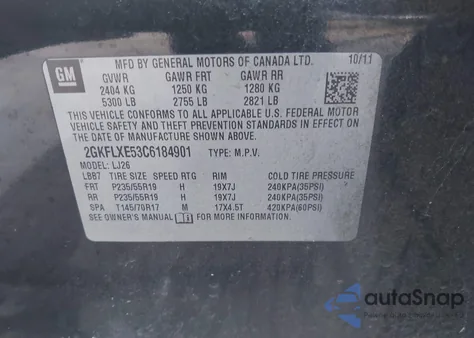 GM
MFD BY GENERAL MOTORS OF CANADA LTD. 10/11
GVWR GAWR FRT GAWR RR
2404 KG 1250 KG 1280 KG
5300 LB 2755 LB 2821 LB
THIS VEHICLE CONFORMS TO ALL APPLICABLE U.S. FEDERAL MOTOR
VEHICLE SAFETY, BUMPER, AND THEFT PREVENTION STANDARDS IN EFFECT ON
THE DATE OF MANUFACTURE SHOWN ABOVE.
2GKFLXE53C6184901 TYPE: M.P.V.
MODEL: LJ26
LBBT TIRE SIZE SPEED RTG RIM COLD TIRE PRESSURE
FRT P235/55R19 H 19X7J 240KPA(35PSI)
RR P235/55R19 H 19X7J 240KPA(35PSI)
SPA T145/70R17 M 17X4.5T 420KPA(60PSI)
SEE OWNER'S MANUAL FOR MORE INFORMATION.
autoSnap